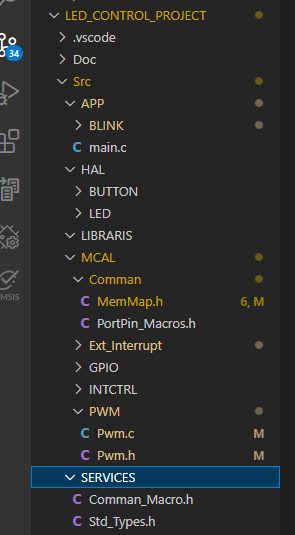 LED_CONTROL_PROJECT
.vscode
34
Doc
Src
APP
BLINK
C main.c
HAL
BUTTON
LED
LIBRARIS
MCAL
Comman
C MemMap.h 6, M
C PortPin_Macros.h
MSIS
Ext_Interrupt
GPIO
INTCTRL
PWM
C Pwm.c M
C Pwm.h M
SERVICES
C Comman_Macro.h
C Std_Types.h